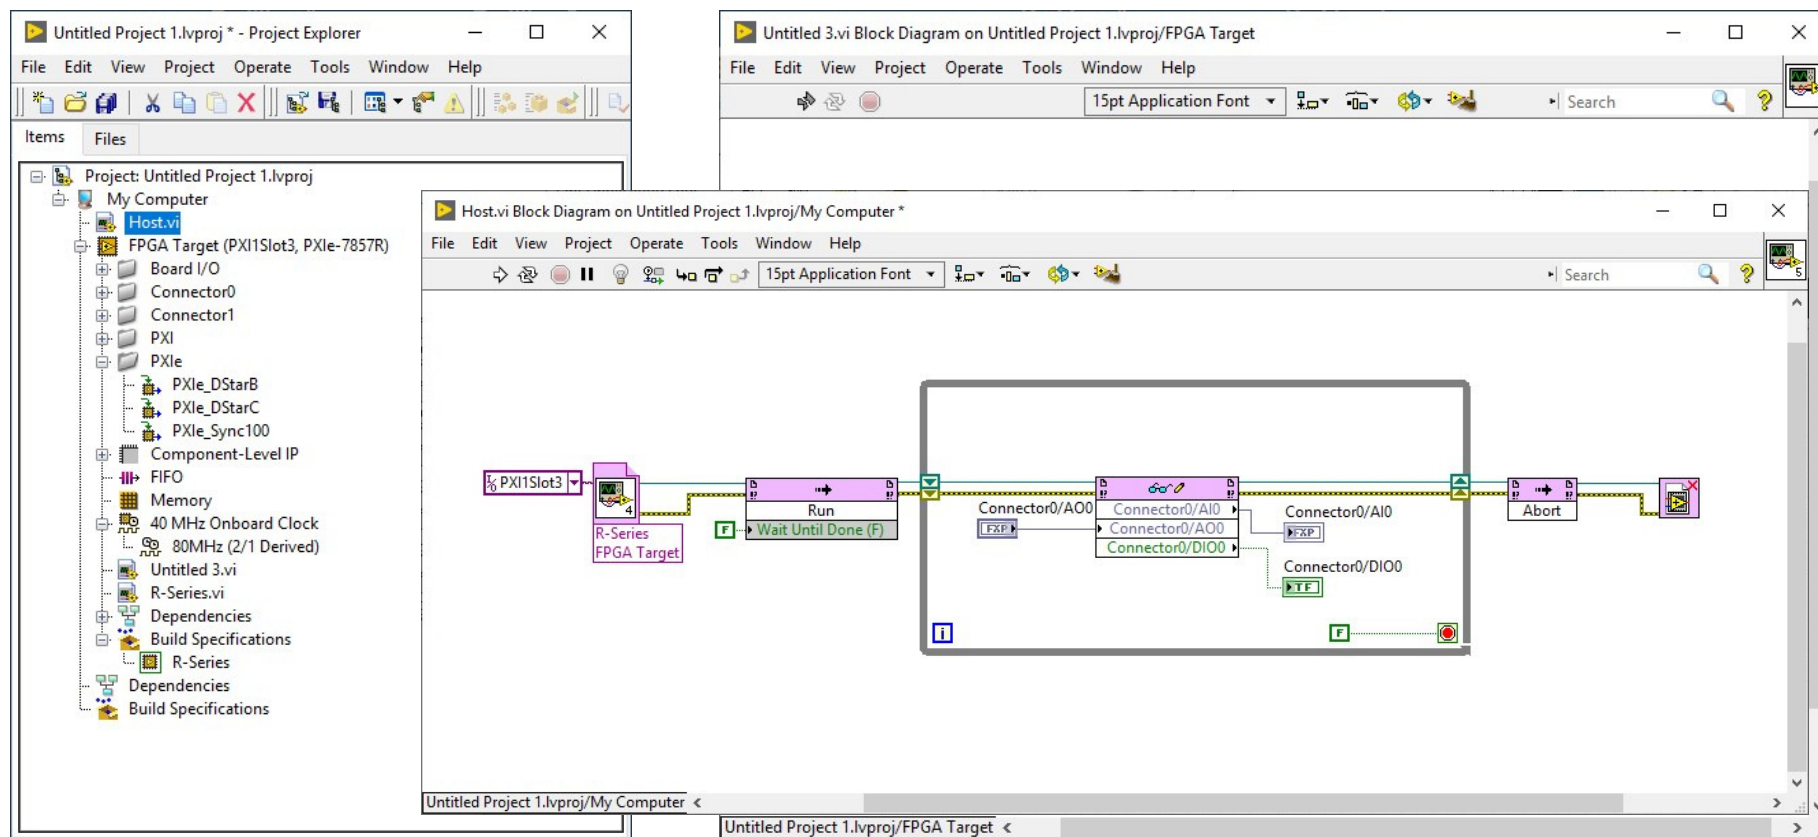 Untitled Project 1.lvproj * - Project Explorer
File Edit View Project Operate Tools Window Help
Items Files
Project: Untitled Project 1.lvproj
My Computer
Host.vi
FPGA Target (PXI1Slot3, PXIe-7857R)
Board I/O
Connector0
Connector1
PXI
PXIe
PXIe_DStarB
PXIe_DStarC
PXIe_Sync100
Component-Level IP
FIFO
Memory
40 MHz Onboard Clock
80MHz (2/1 Derived)
Untitled 3.vi
R-Series.vi
Dependencies
Build Specifications
R-Series
Dependencies
Build Specifications
Untitled 3.vi Block Diagram on Untitled Project 1.lvproj/FPGA Target
File Edit View Project Operate Tools Window Help
15pt Application Font Search
Host.vi Block Diagram on Untitled Project 1.lvproj/My Computer *
File Edit View Project Operate Tools Window Help
15pt Application Font Search
5
PXI1Slot3
4
R-Series
FPGA Target
Run
F Wait Until Done (F)
Connector0/AO0
FXP
Connector0/AI0
Connector0/AO0
Connector0/DIO0
Connector0/AI0
FXP
Connector0/DIO0
TF
i
F
Abort
Untitled Project 1.lvproj/My Computer
Untitled Project 1.lvproj/FPGA Target